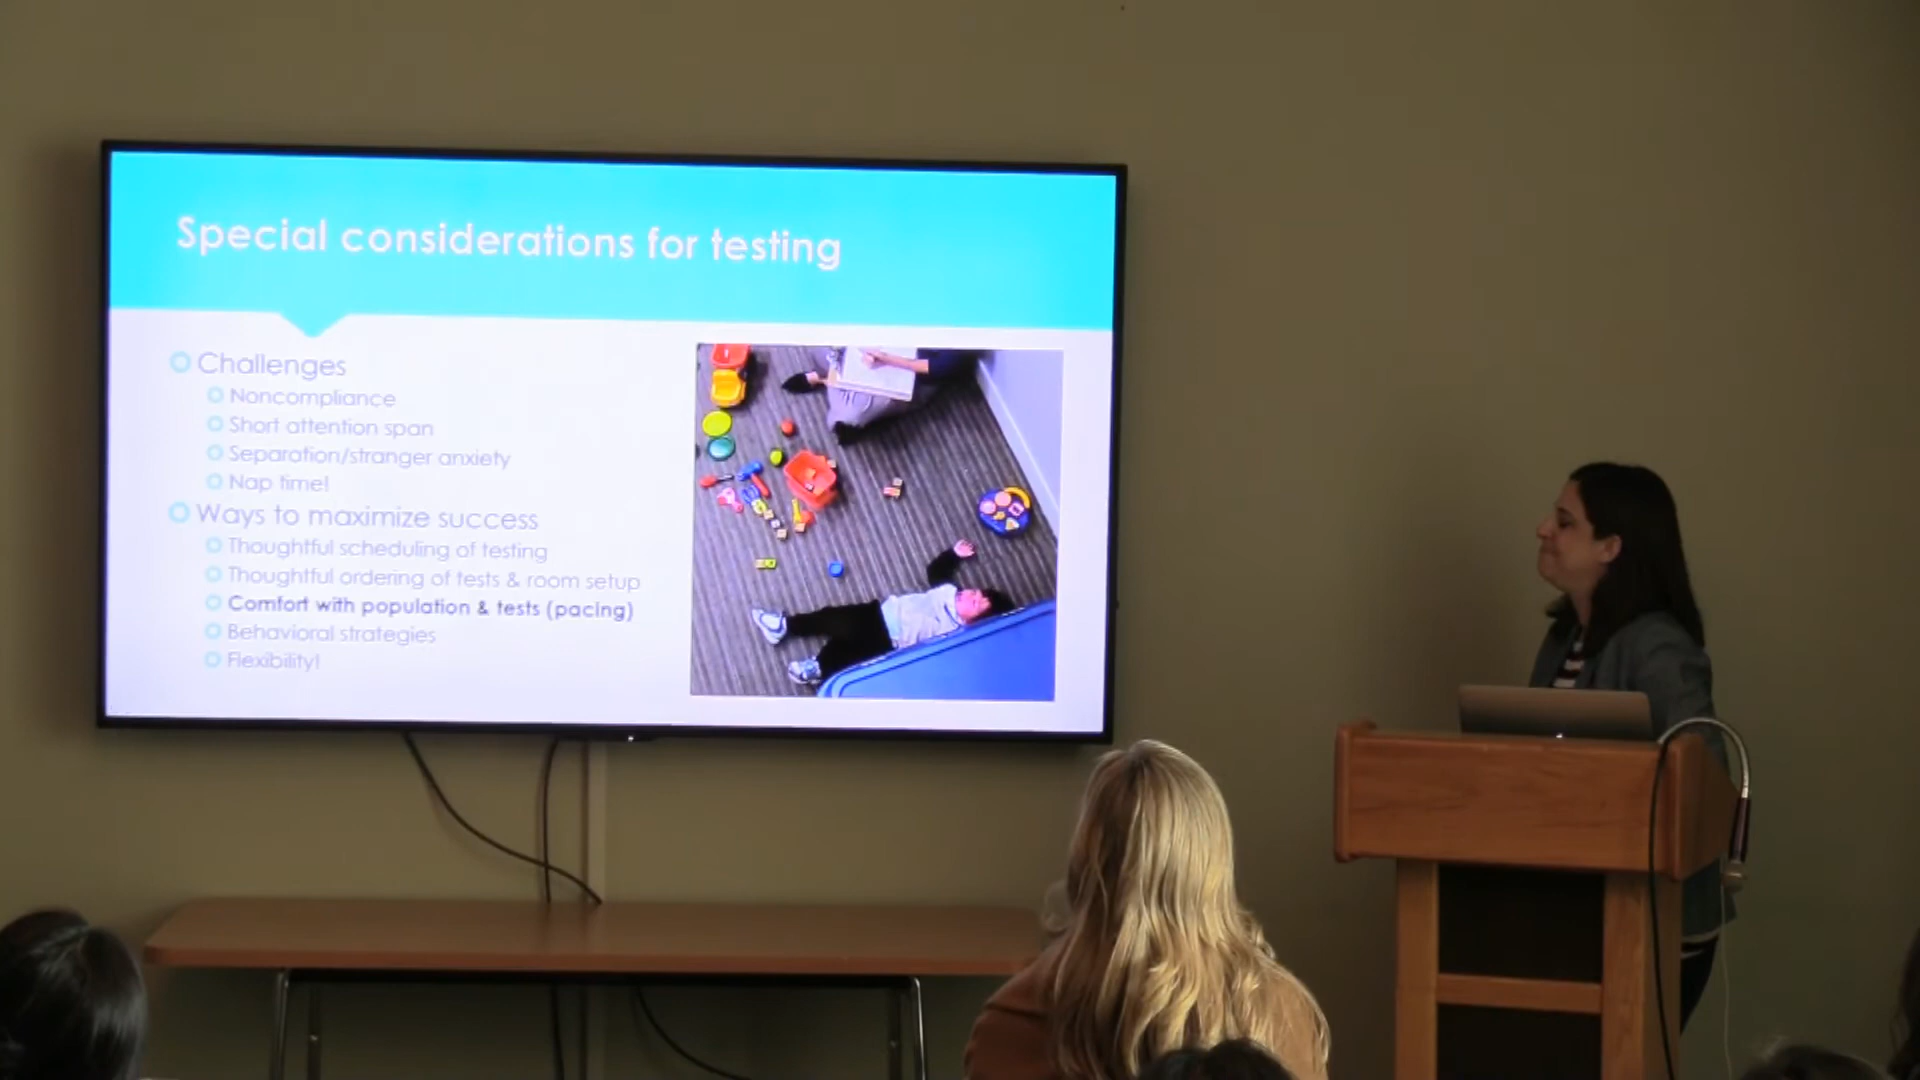 Special considerations for testing
Challenges
Noncompliance
Short attention span
Separation/stranger anxiety
Nap time!
Ways to maximize success
Thoughtful scheduling of testing
Thoughtful ordering of tests & room setup
Comfort with population & tests (pacing)
Behavioral strategies
Flexibility!